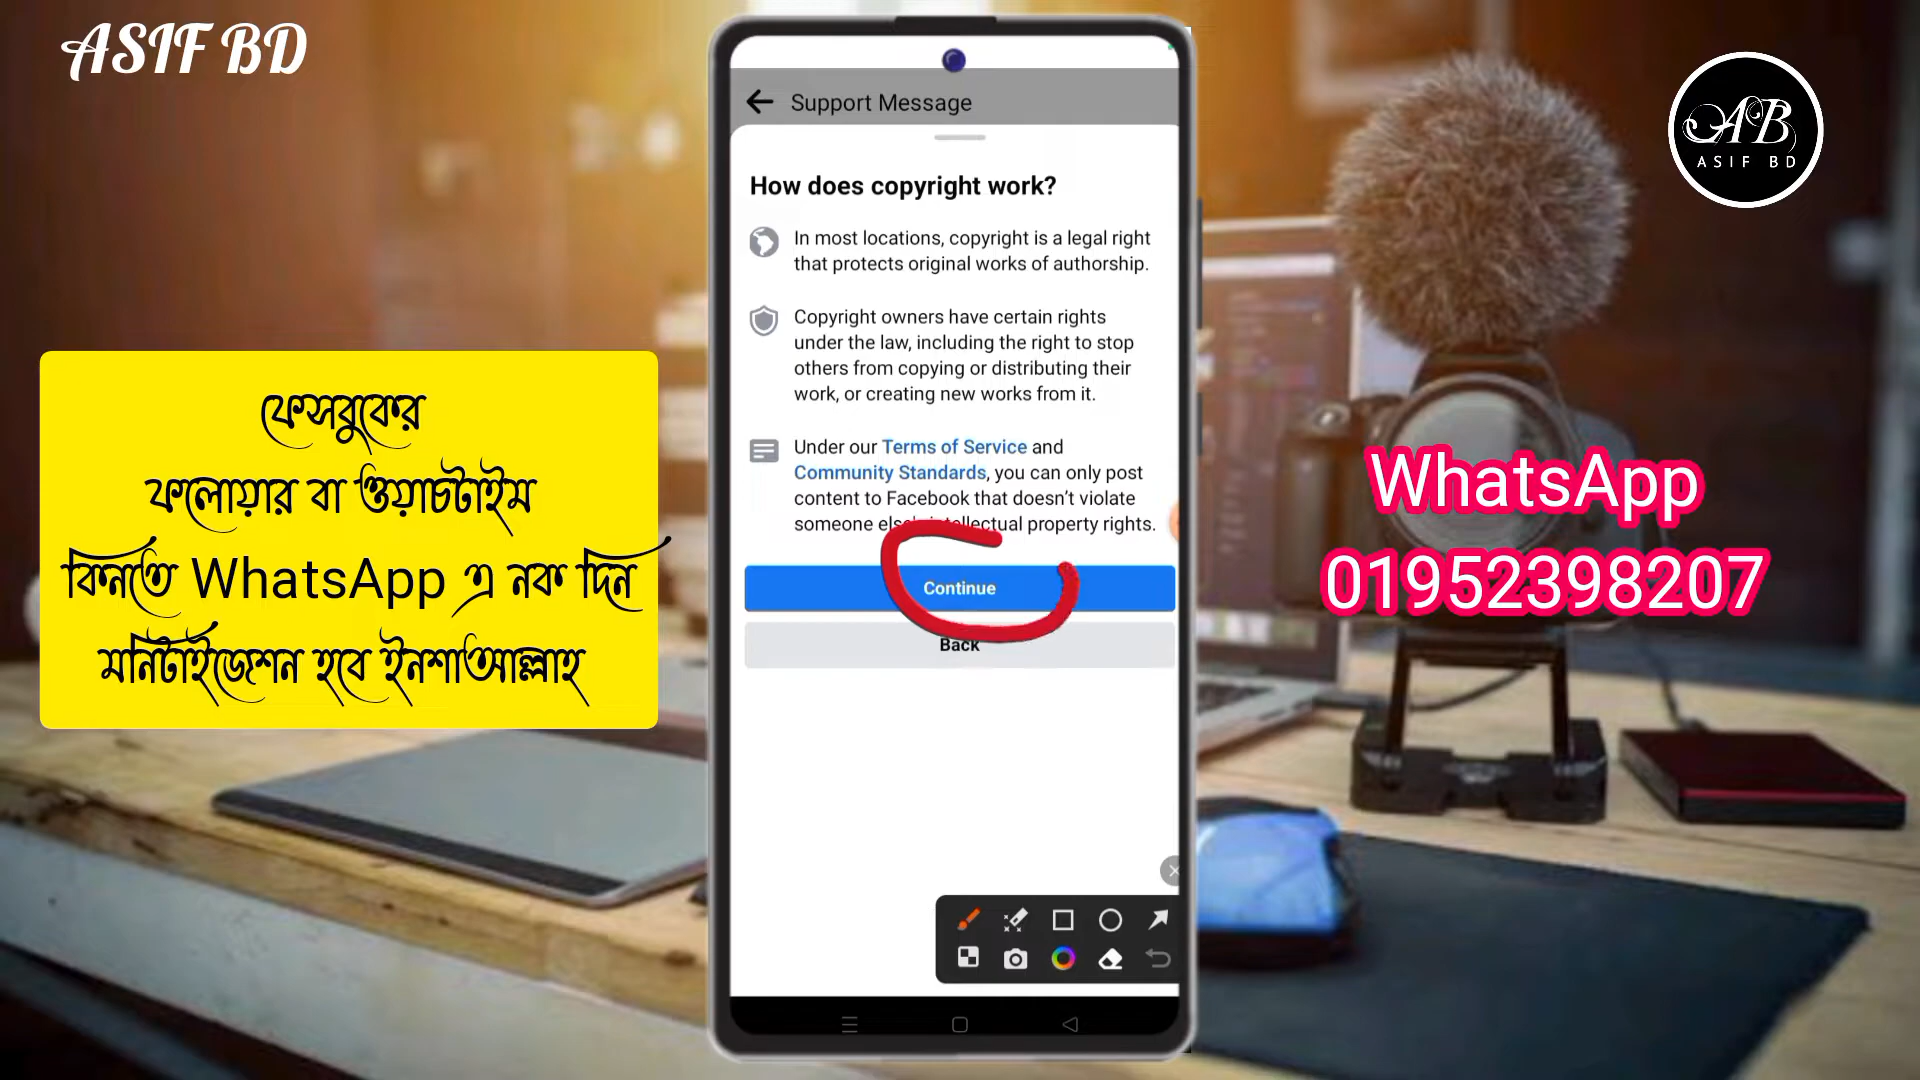 ASIF BD
AB
ASIF BD
Support Message
How does copyright work?
In most locations, copyright is a legal right
that protects original works of authorship.
Copyright owners have certain rights
under the law, including the right to stop
others from copying or distributing their
work, or creating new works from it.
Under our Terms of Service and
Community Standards, you can only post
content to Facebook that doesn't violate
someone else's intellectual property rights.
Continue
Back
ফেসবুকের
ফলোয়ার বা ওয়াচটাইম
কিনতে WhatsApp এ নক দিন
মনিটাইজেশন হবে ইনশাআল্লাহ
WhatsApp
01952398207